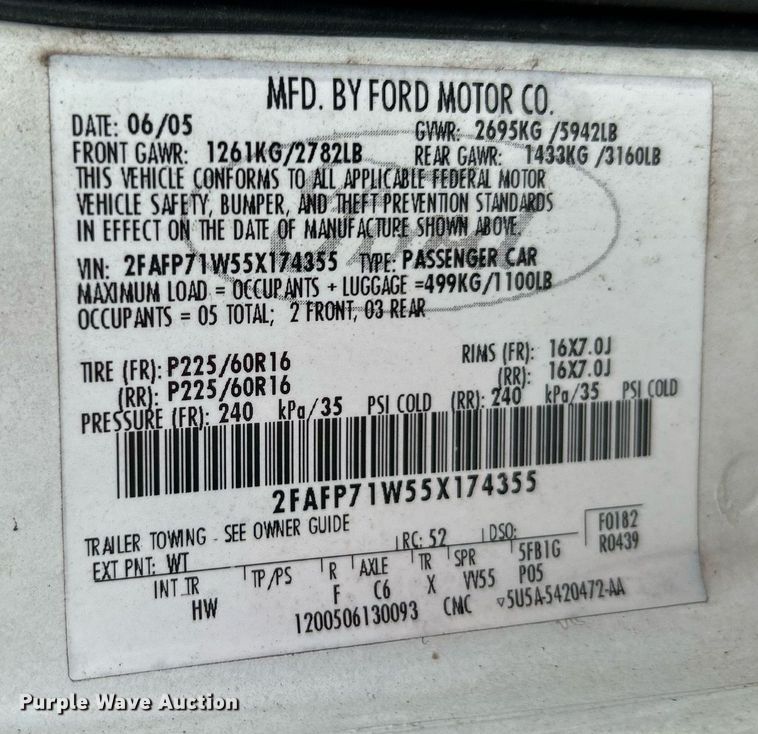 MFD. BY FORD MOTOR CO.
DATE: 06/05 GVWR: 2695KG /5942LB
FRONT GAWR: 1261KG/2782LB REAR GAWR: 1433KG /3160LB
THIS VEHICLE CONFORMS TO ALL APPLICABLE FEDERAL MOTOR
VEHICLE SAFETY, BUMPER, AND THEFT PREVENTION STANDARDS
IN EFFECT ON THE DATE OF MANUFACTURE SHOWN ABOVE.
VIN: 2FAFP71W55X174355 TYPE: PASSENGER CAR
MAXIMUM LOAD = OCCUPANTS + LUGGAGE =499KG/1100LB
OCCUPANTS = 05 TOTAL; 2 FRONT, 03 REAR
TIRE (FR): P225/60R16 RIMS (FR): 16X7.0J
(RR): P225/60R16 (RR): 16X7.0J
PRESSURE (FR): 240 kPa/35 PSI COLD (RR): 240 kPa/35 PSI COLD
2FAFP71W55X174355
TRAILER TOWING - SEE OWNER GUIDE
EXT PNT: WT RC: 52 DSO: F0182
R0439
INT TR TP/PS R AXLE TR SPR 5FB1G
HW F C6 X VV55 P05
1200506130093 CMC ▽5U5A-5420472-AA
Purple Wave Auction